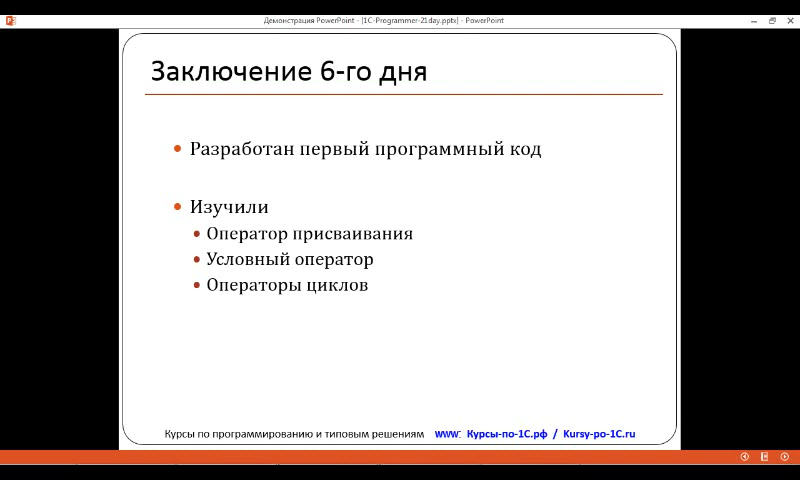 Демонстрация PowerPoint - [1C-Programmer-21day.pptx] - PowerPoint
Заключение 6-го дня
• Разработан первый программный код
• Изучили
• Оператор присваивания
• Условный оператор
• Операторы циклов
Курсы по программированию и типовым решениям www: Курсы-по-1С.рф / Kursy-po-1C.ru